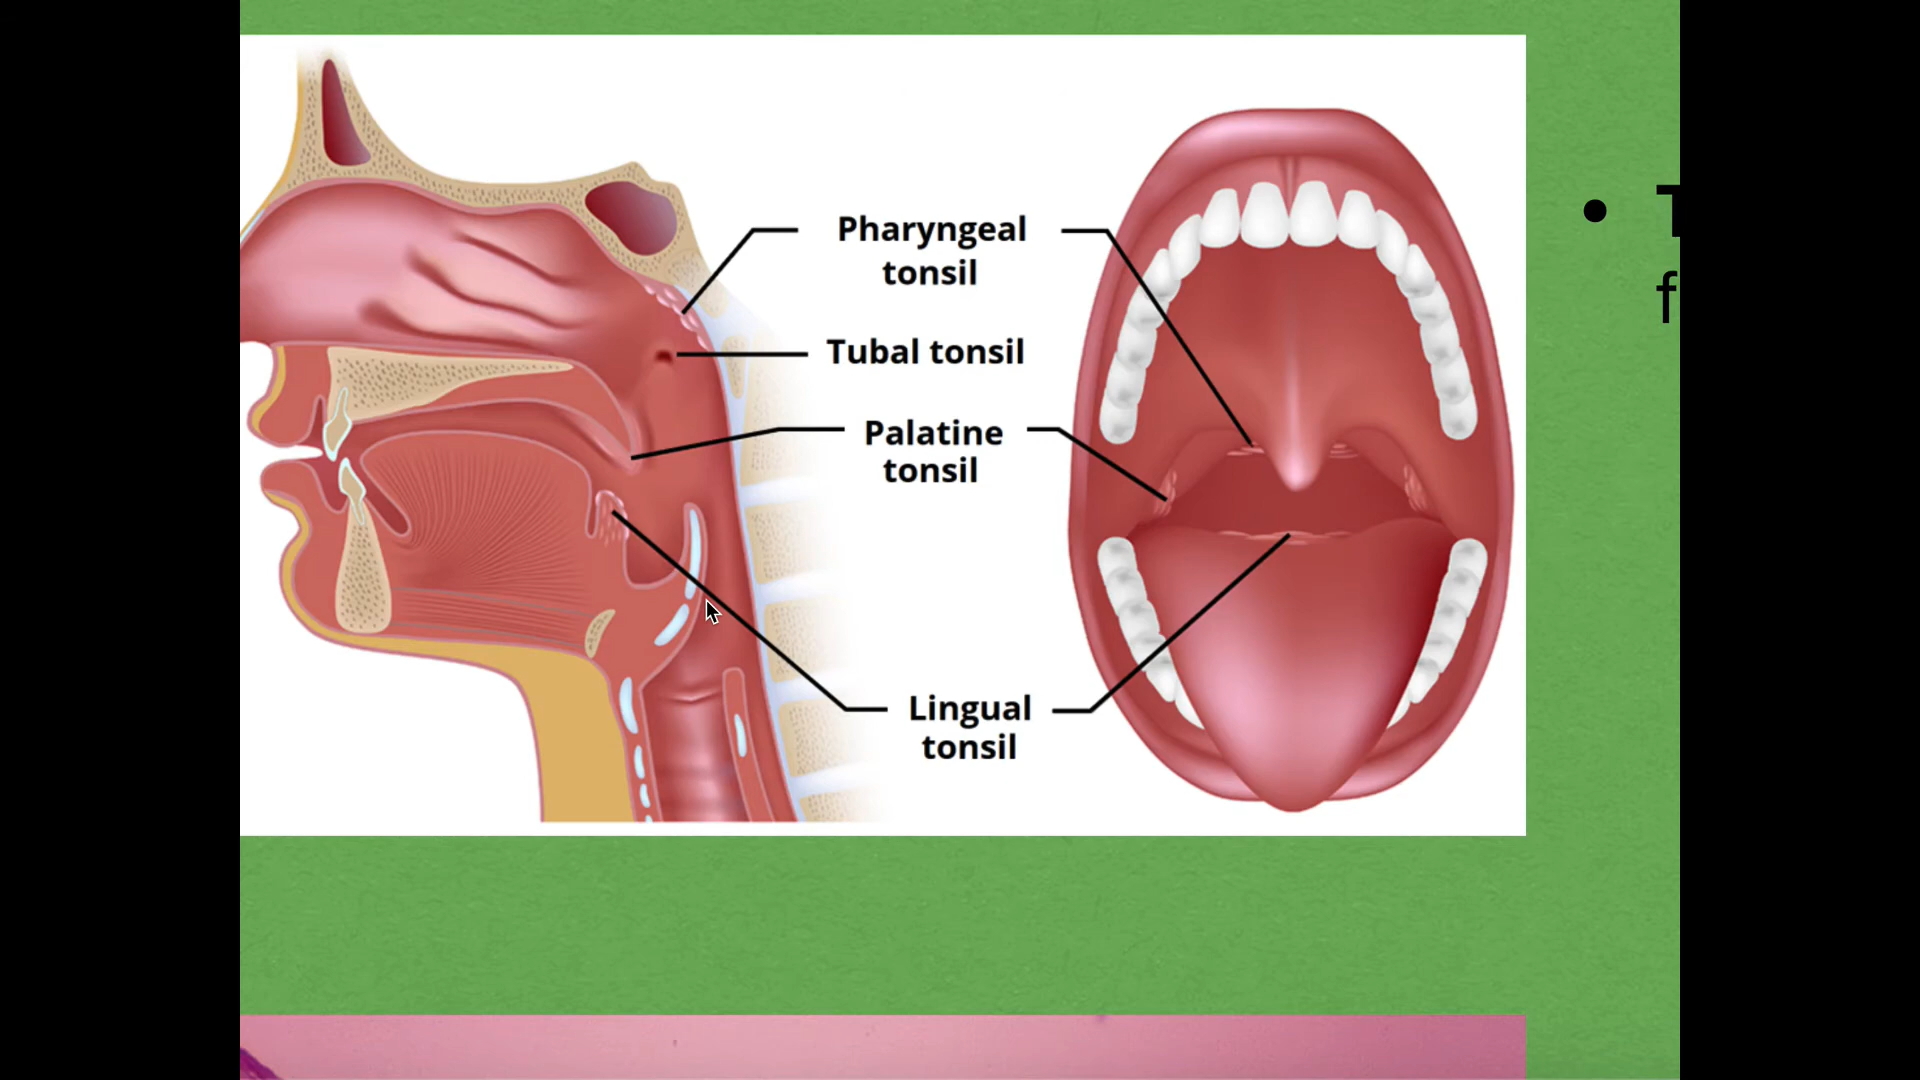 Pharyngeal
tonsil
Tubal tonsil
Palatine
tonsil
Lingual
tonsil